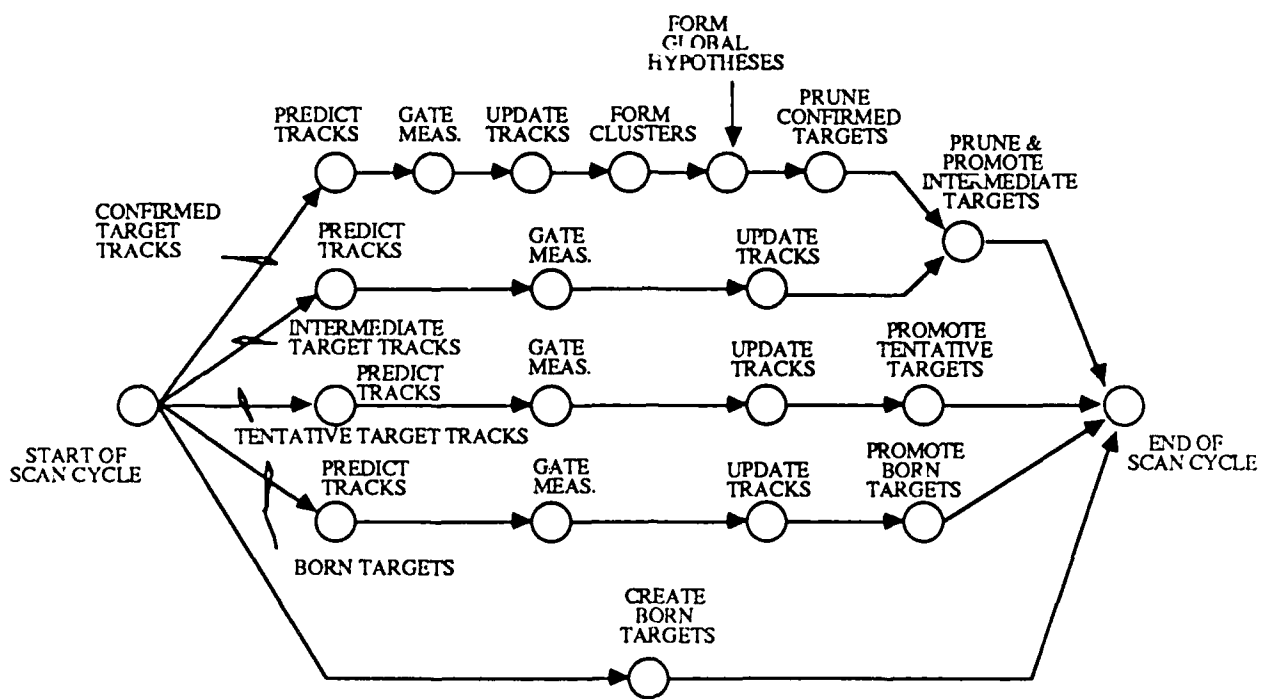 FORM
GLOBAL
HYPOTHESES
PREDICT
TRACKS
GATE
MEAS.
UPDATE
TRACKS
FORM
CLUSTERS
PRUNE
CONFIRMED
TARGETS
PRUNE &
PROMOTE
INTERMEDIATE
TARGETS
CONFIRMED
TARGET
TRACKS
PREDICT
TRACKS
GATE
MEAS.
UPDATE
TRACKS
INTERMEDIATE
TARGET TRACKS
PREDICT
TRACKS
GATE
MEAS.
UPDATE
TRACKS
PROMOTE
TENTATIVE
TARGETS
TENTATIVE TARGET TRACKS
START OF
SCAN CYCLE
END OF
SCAN CYCLE
PREDICT
TRACKS
GATE
MEAS.
UPDATE
TRACKS
PROMOTE
BORN
TARGETS
BORN TARGETS
CREATE
BORN
TARGETS